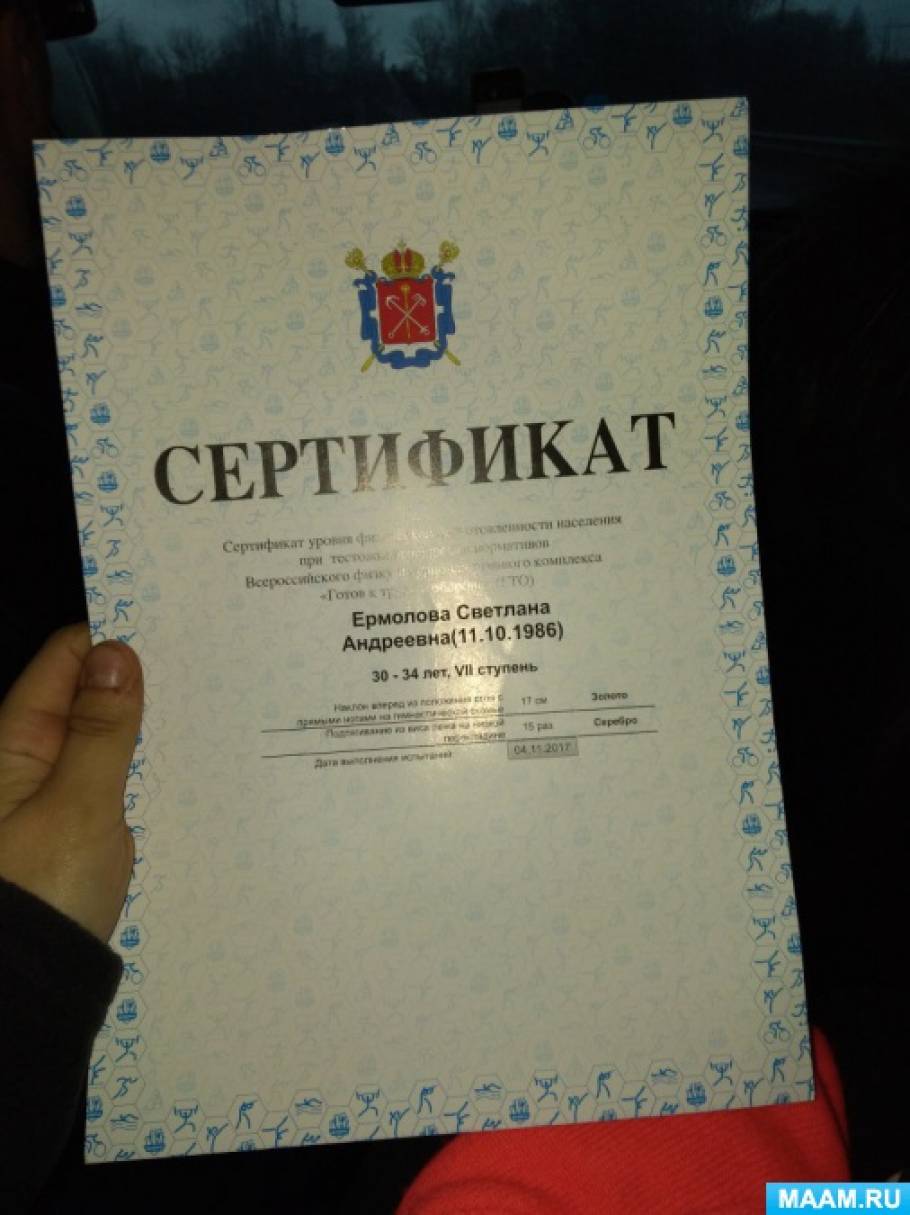 СЕРТИФИКАТ
Сертификат уровня готовленности населения
при нормативов
Всероссийского комплекса
«Готов к
Ермолова Светлана
Андреевна(11.10.1986)
30 - 34 лет, VII ступень
Наклон вперед из положения стоя с
прямыми ногами на гимнастической скамье 17 см Золото
Подтягивание из виса лежа на низкой
перекладине 15 раз Серебро
Дата выполнения испытаний 04.11.2017
MAAM.RU